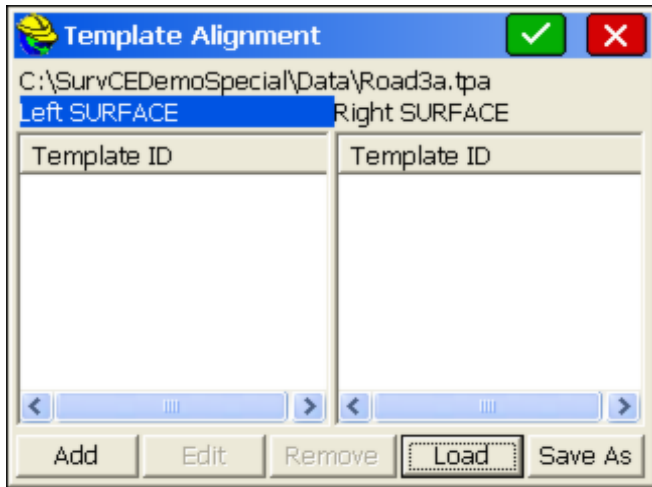 Template Alignment
C:\SurvCEDemoSpecial\Data\Road3a.tpa
Left SURFACE Right SURFACE
Template ID Template ID
Add Edit Remove Load Save As